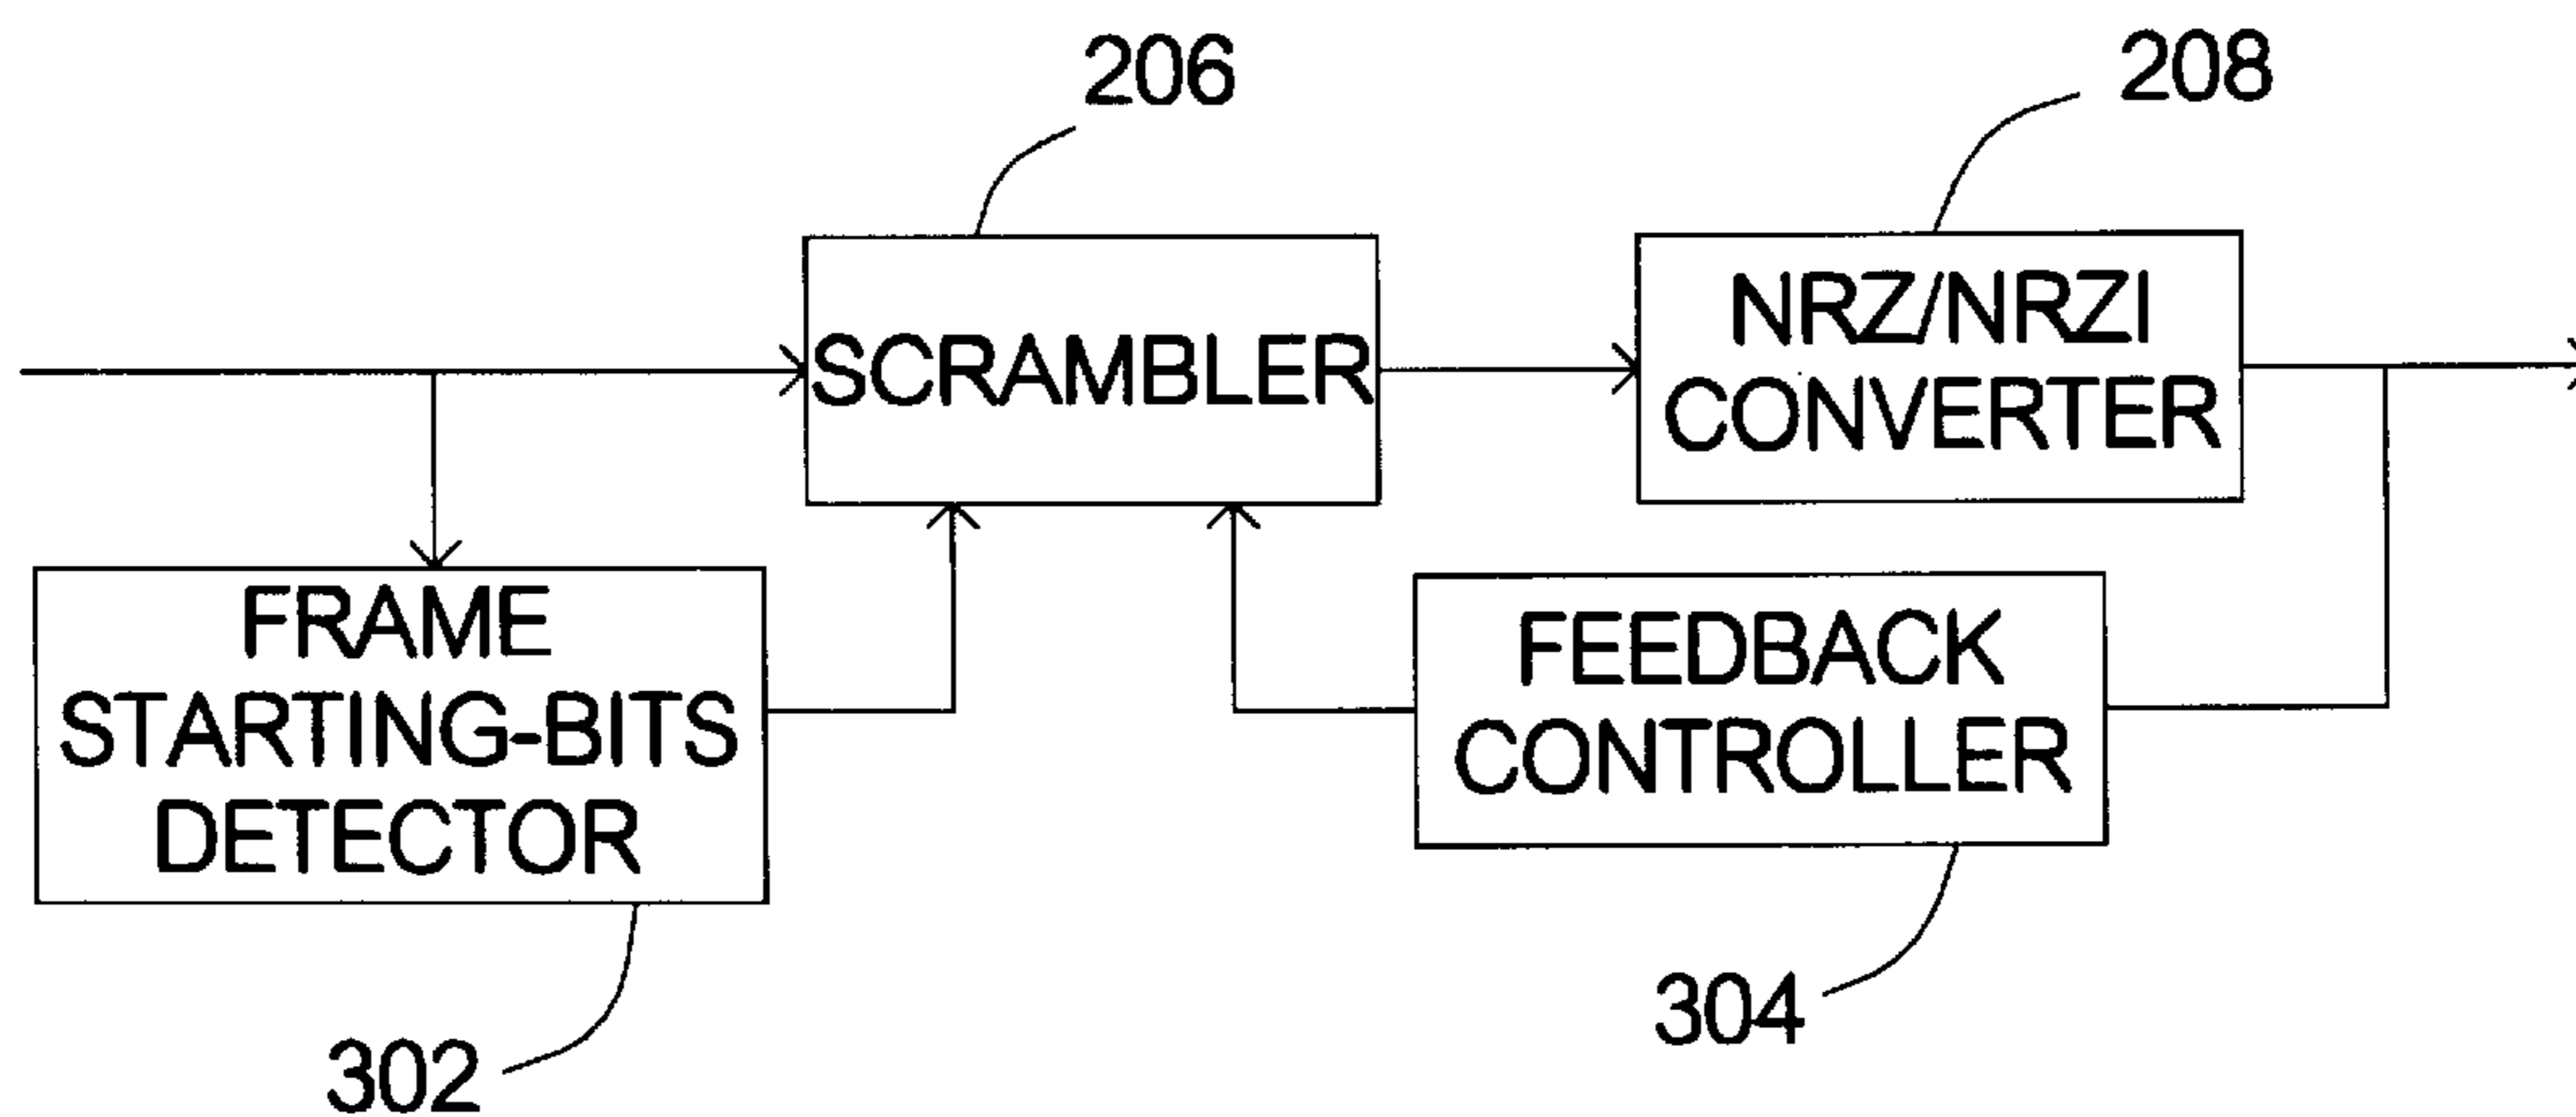 206
208
SCRAMBLER
NRZ/NRZI
CONVERTER
FRAME
STARTING-BITS
DETECTOR
FEEDBACK
CONTROLLER
302
304